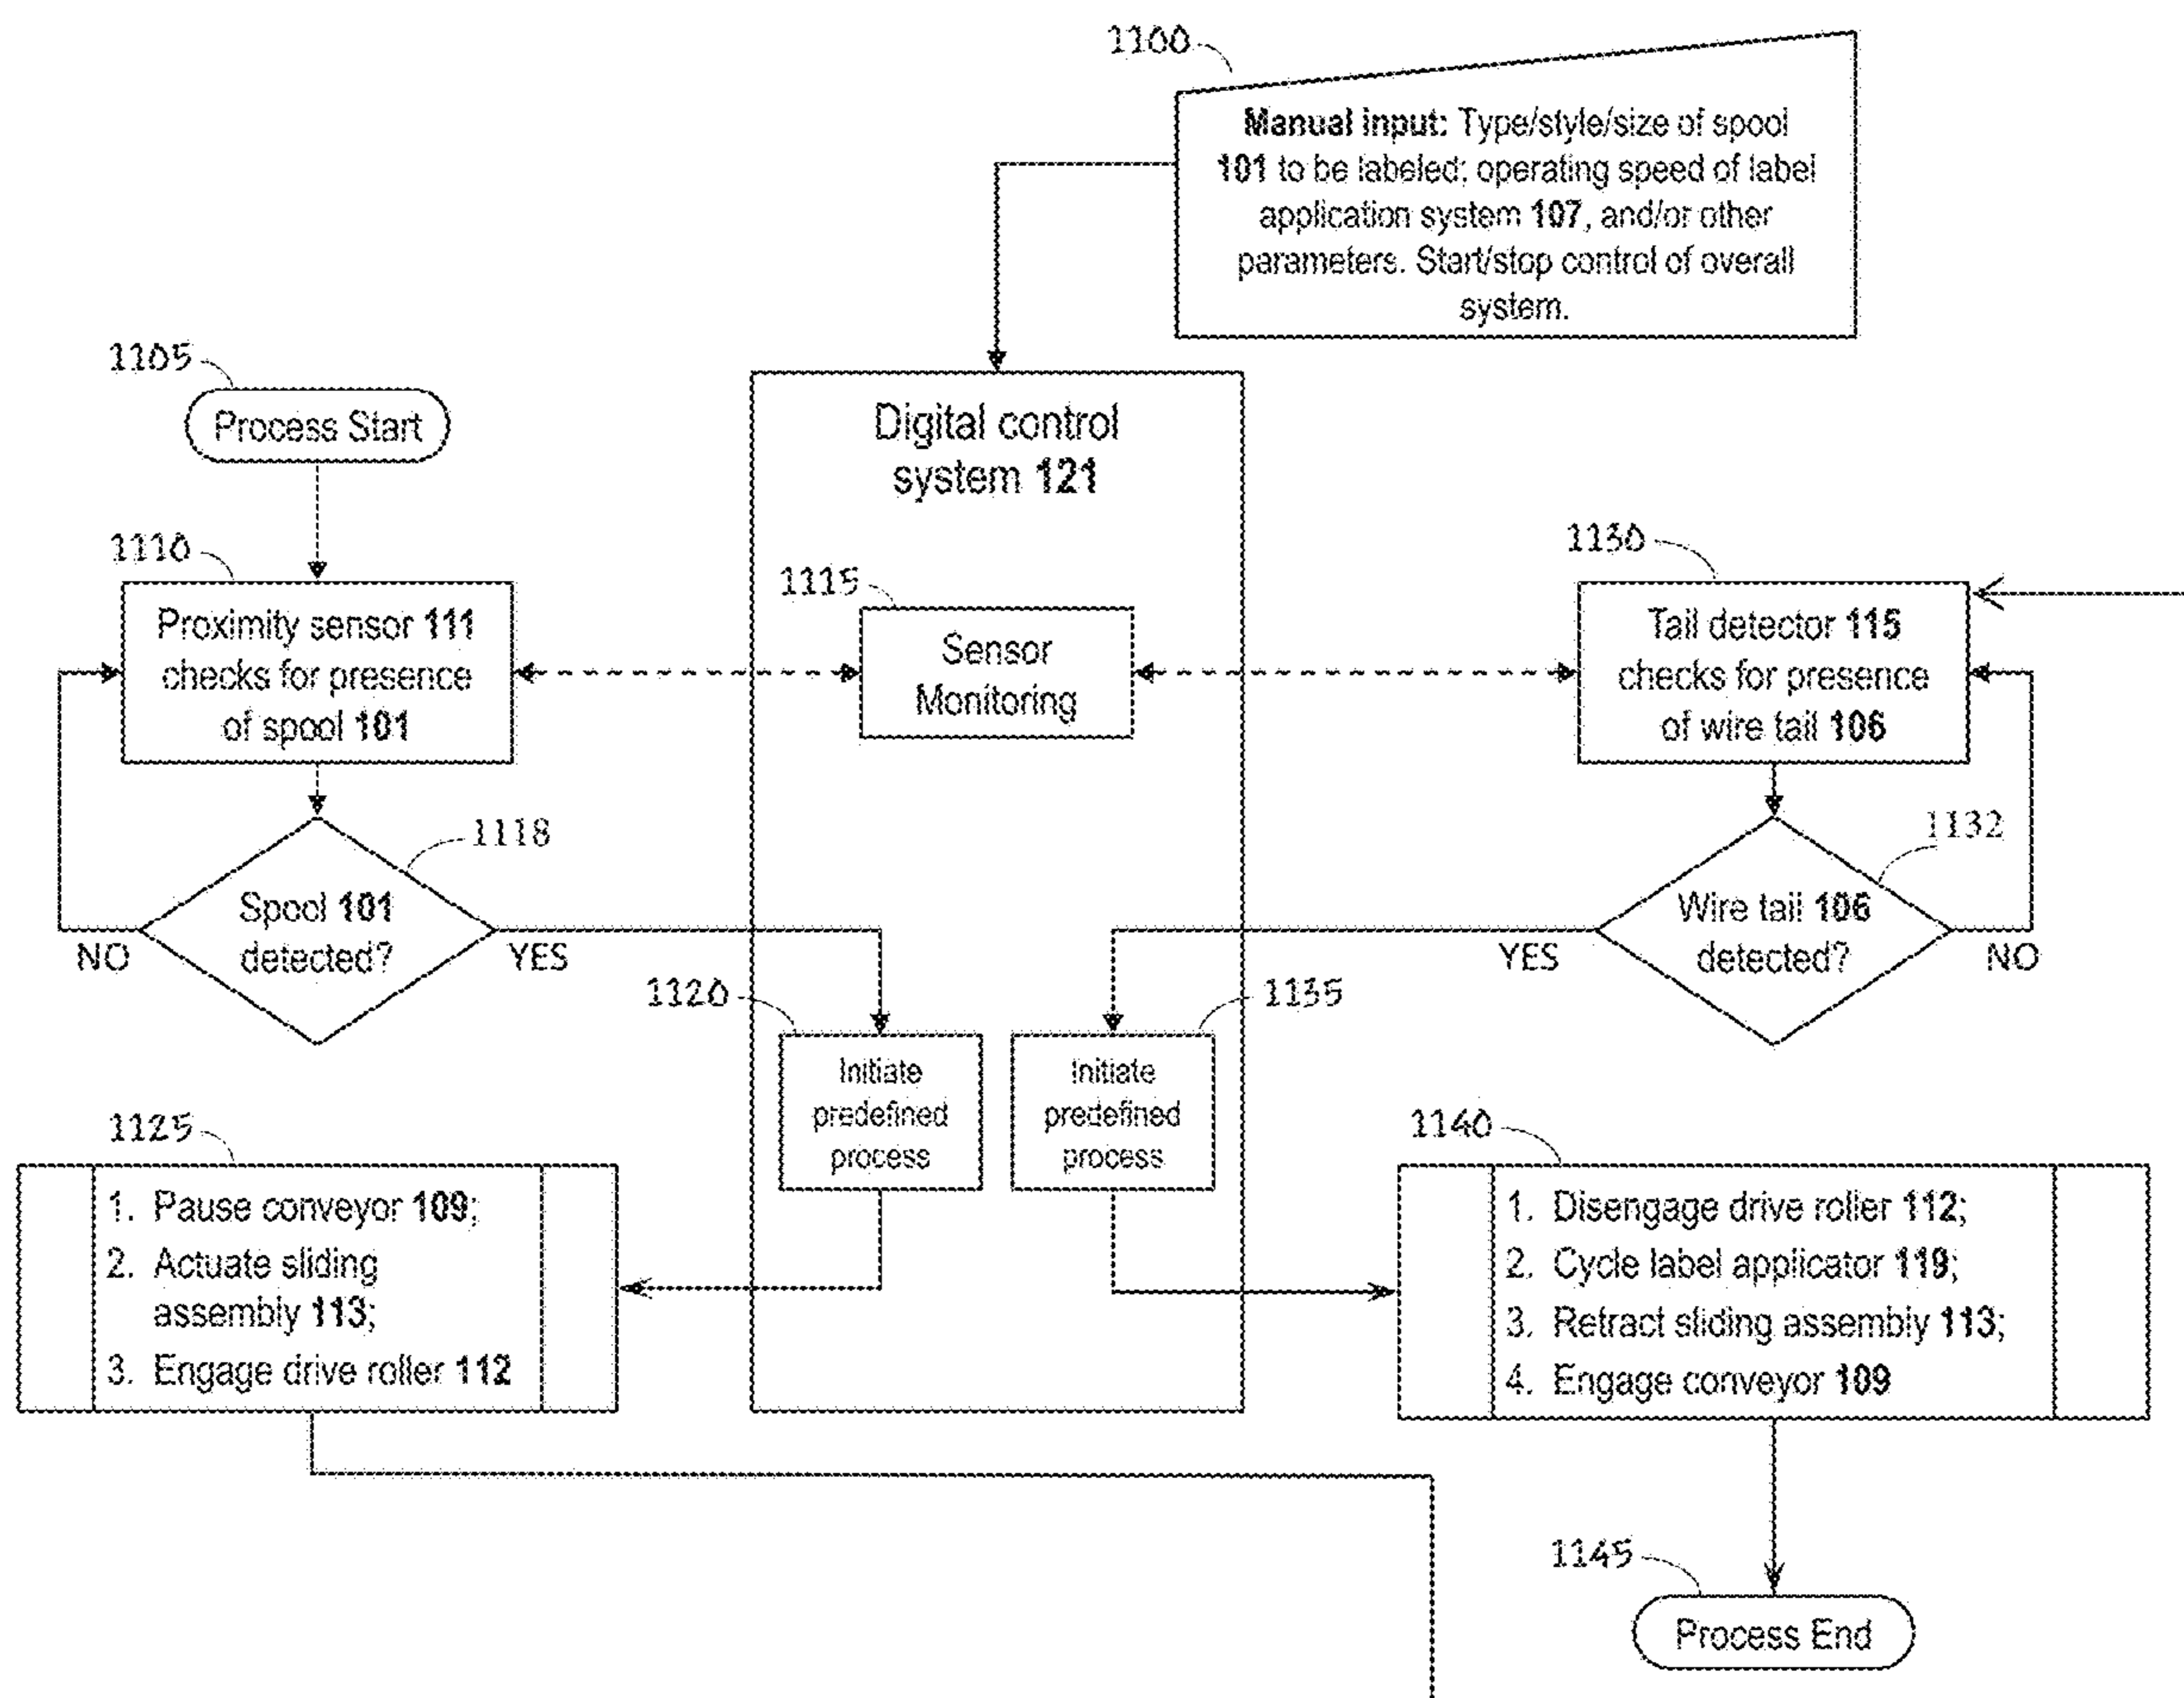 1100
Manual input: Type/style/size of spool
101 to be labeled; operating speed of label
application system 107, and/or other
parameters. Start/stop control of overall
system.
1105
Process Start
Digital control
system 121
1110
Proximity sensor 111
checks for presence
of spool 101
1115
Sensor
Monitoring
1130
Tail detector 115
checks for presence
of wire tail 106
1118
Spool 101
detected?
NO
YES
1132
Wire tail 106
detected?
YES
NO
1120
Initiate
predefined
process
1135
Initiate
predefined
process
1125
1. Pause conveyor 109;
2. Actuate sliding
assembly 113;
3. Engage drive roller 112
1140
1. Disengage drive roller 112;
2. Cycle label applicator 119;
3. Retract sliding assembly 113;
4. Engage conveyor 109
1145
Process End